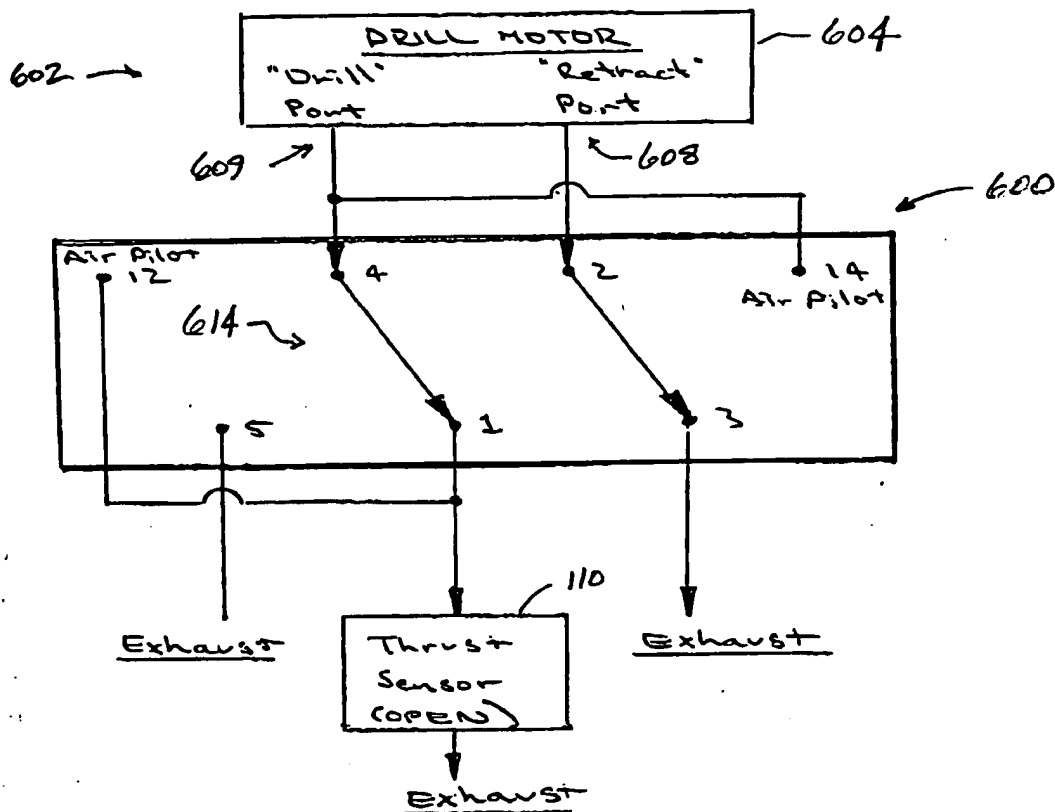 DRILL MOTOR
604
602
"Drill"
Port
"Retract"
Port
609
608
600
Air Pilot
12
4
2
14
Air Pilot
614
5
1
3
110
Exhaust
Thrust
Sensor
(OPEN)
Exhaust
Exhaust